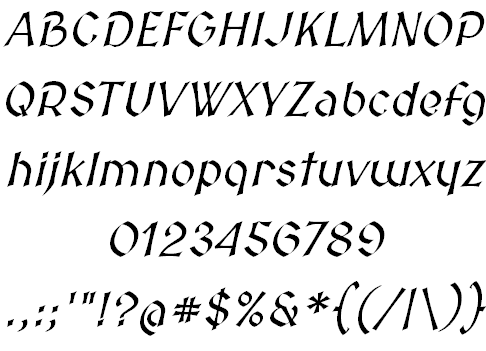 ABCDEFGHIJKLMNOP
QRSTUVWXYZabcdefg
hijklmnopqrstuvwxyz
0123456789
.,:;'"!?@#$%&*{(/|\)}